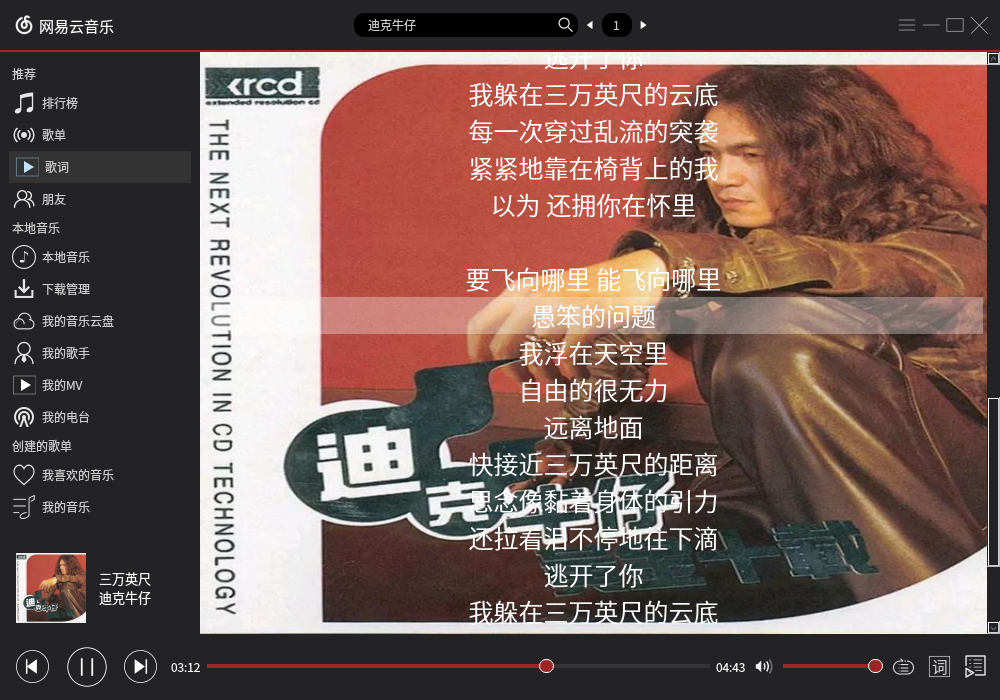 网易云音乐
迪克牛仔
1
推荐
排行榜
歌单
歌词
朋友
本地音乐
本地音乐
下载管理
我的音乐云盘
我的歌手
我的MV
我的电台
创建的歌单
我喜欢的音乐
我的音乐
三万英尺
迪克牛仔
xrcd
extended resolution cd
THE NEXT REVOLUTION IN CD TECHNOLOGY
逃开了你
我躲在三万英尺的云底
每一次穿过乱流的突袭
紧紧地靠在椅背上的我
以为 还拥你在怀里
要飞向哪里 能飞向哪里
愚笨的问题
我浮在天空里
自由的很无力
远离地面
快接近三万英尺的距离
思念像黏着身体的引力
还拉着泪不停地往下滴
逃开了你
我躲在三万英尺的云底
迪克牛仔
03:12
04:43
词